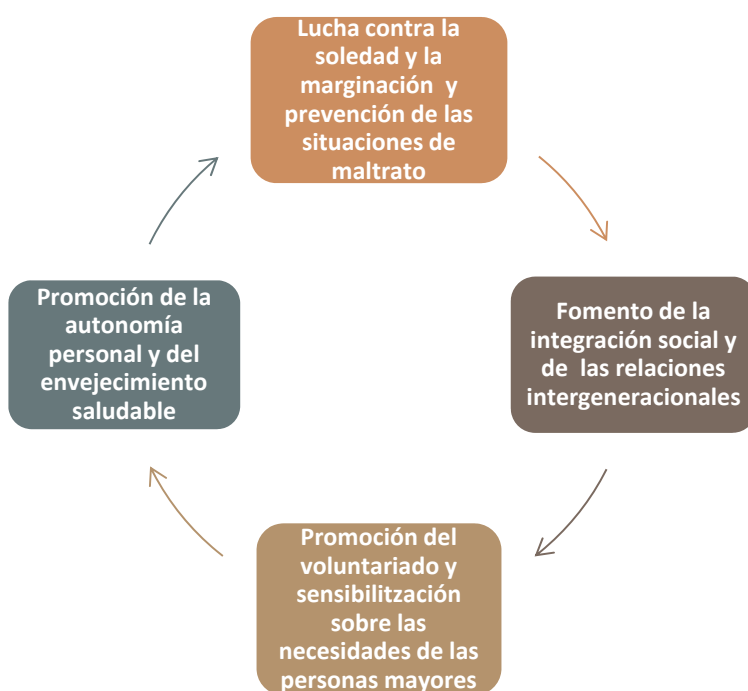 Lucha contra la
soledad y la
marginación y
prevención de las
situaciones de
maltrato
Fomento de la
integración social y
de las relaciones
intergeneracionales
Promoción del
voluntariado y
sensibilitzación
sobre las
necesidades de las
personas mayores
Promoción de la
autonomía
personal y del
envejecimiento
saludable